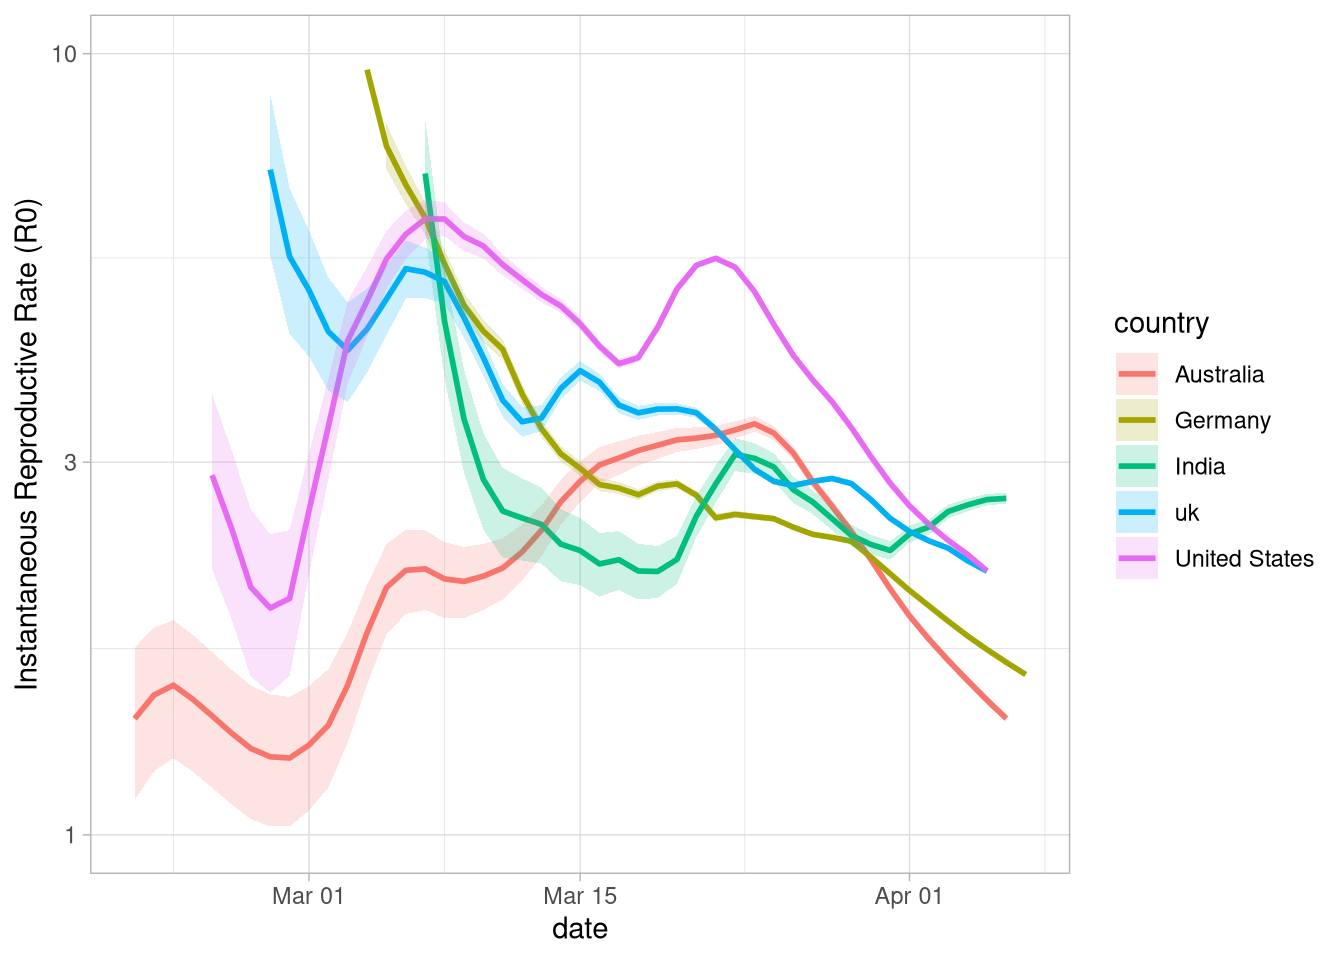 Instantaneous Reproductive Rate (R0)
10
3
1
Mar 01
Mar 15
Apr 01
date
country
Australia
Germany
India
uk
United States